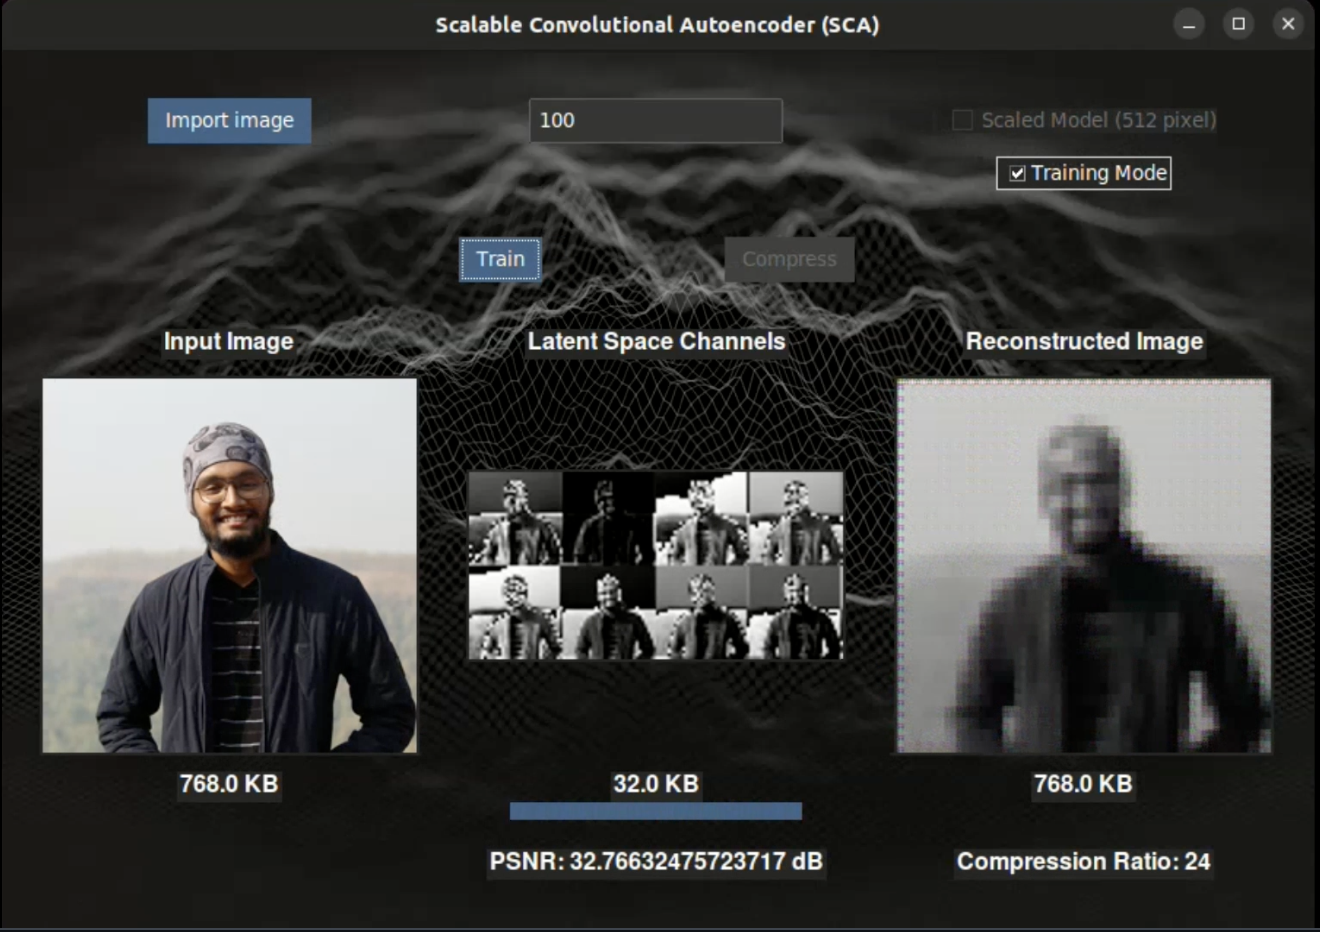 Scalable Convolutional Autoencoder (SCA)
Import image
100
Scaled Model (512 pixel)
Training Mode
Train
Compress
Input Image
Latent Space Channels
Reconstructed Image
768.0 KB
32.0 KB
768.0 KB
PSNR: 32.76632475723717 dB
Compression Ratio: 24